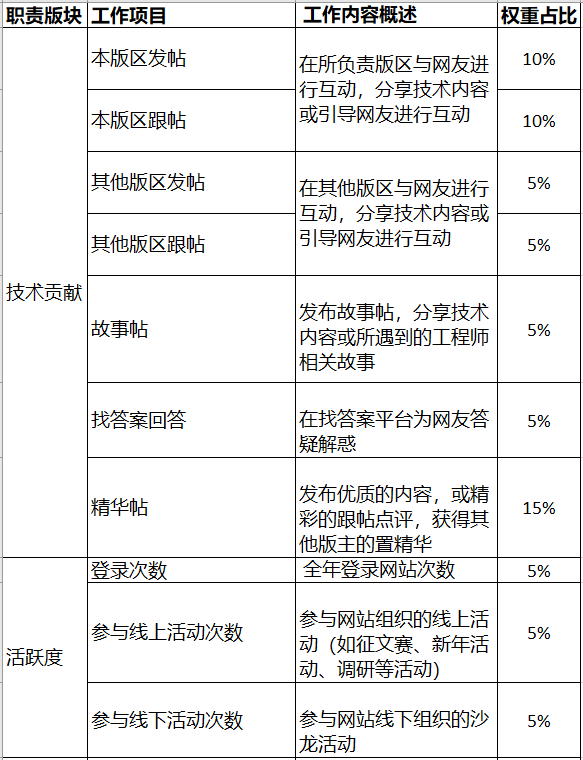 职责版块 工作项目 工作内容概述 权重占比
技术贡献
本版区发帖
在所负责版区与网友进
行互动，分享技术内容
或引导网友进行互动
10%
本版区跟帖
10%
其他版区发帖
在其他版区与网友进行
互动，分享技术内容或
引导网友进行互动
5%
其他版区跟帖
5%
故事帖
发布故事帖，分享技术
内容或所遇到的工程师
相关故事
5%
找答案回答
在找答案平台为网友答
疑解惑
5%
精华帖
发布优质的内容，或精
彩的跟帖点评，获得其
他版主的置精华
15%
活跃度
登录次数
全年登录网站次数
5%
参与线上活动次数
参与网站组织的线上活
动（如征文赛、新年活
动、调研等活动）
5%
参与线下活动次数
参与网站线下组织的沙
龙活动
5%